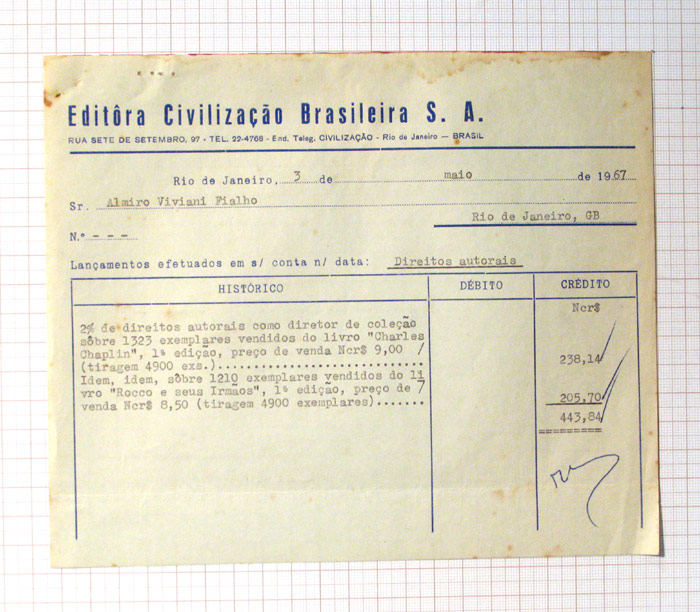 Editôra Civilização Brasileira S. A.
RUA SETE DE SETEMBRO, 97 - TEL. 22-4768 - End. Teleg. CIVILIZAÇÃO - Rio de Janeiro — BRASIL
Rio de Janeiro, 3 de maio de 1967
Sr. Almiro Viviani Fialho
Rio de Janeiro, GB
N.º - - -
Lançamentos efetuados em s/ conta n/ data: Direitos autorais
HISTÓRICO DÉBITO CRÉDITO
Ncr$
2% de direitos autorais como diretor de coleção
sôbre 1323 exemplares vendidos do livro "Charles
Chaplin", 1ª edição, preço de venda Ncr$ 9,00 /
(tiragem 4900 exs.)............................ 238,14
Idem, idem, sôbre 1210 exemplares vendidos do li
vro "Rocco e seus Irmãos", 1ª edição, preço de /
venda Ncr$ 8,50 (tiragem 4900 exemplares)....... 205,70
443,84
=========